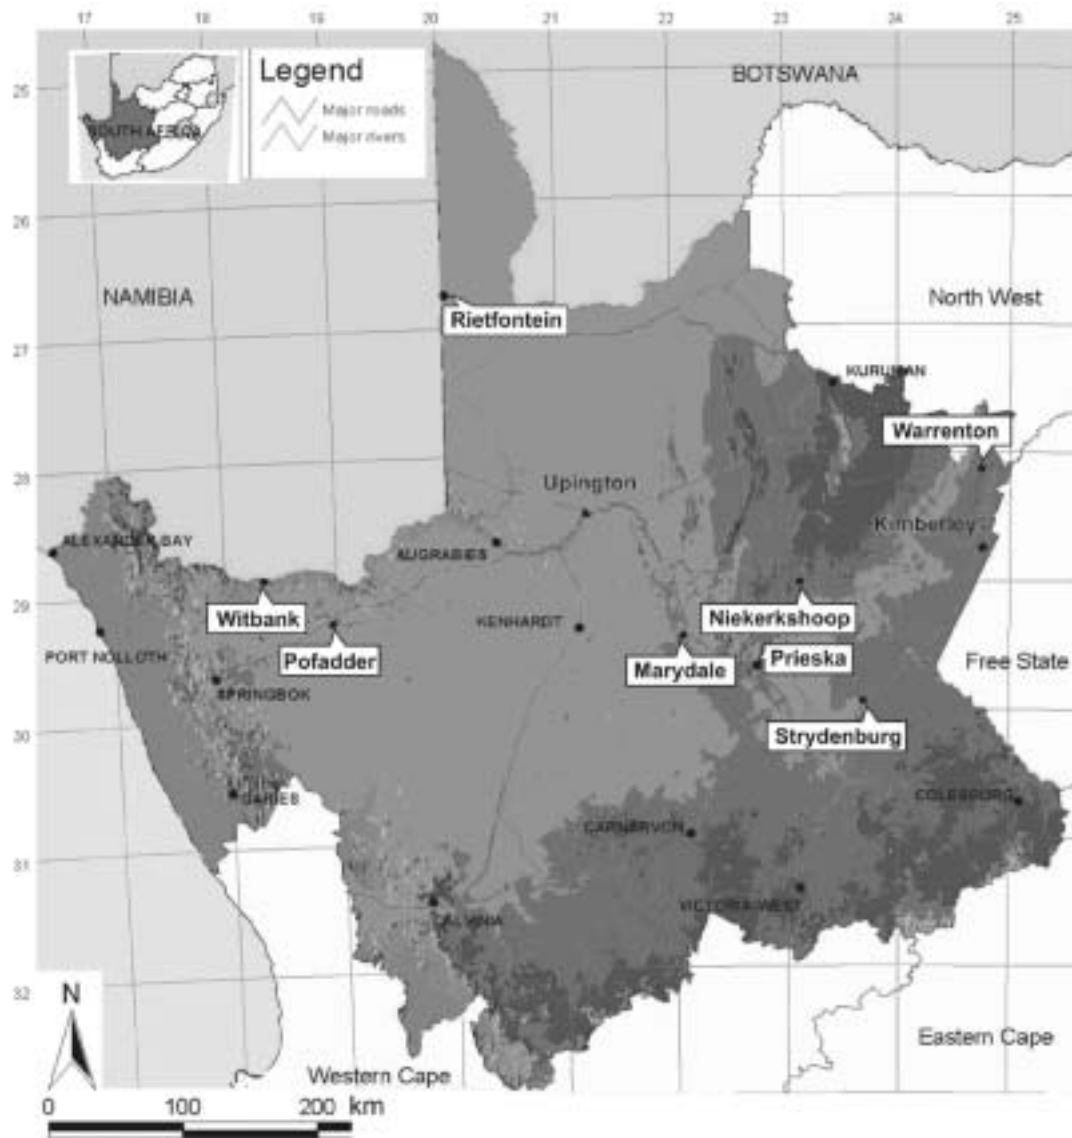 17 18 19 20 21 22 23 24 25
Legend
Major roads
Major rivers
SOUTH AFRICA
BOTSWANA
25
26
NAMIBIA
North West
Rietfontein
27
KURUMAN
Warrenton
28
Upington
Kimberley
ALEXANDER BAY
AUGRABIES
29
Witbank
KENHARDT
Niekerkshoop
PORT NOLLOTH
Pofadder
Marydale
Prieska
Free State
SPRINGBOK
30
Strydenburg
GARIES
COLESBURG
CARNARVON
31
CALVINIA
VICTORIA WEST
32
N
Eastern Cape
Western Cape
0 100 200 km